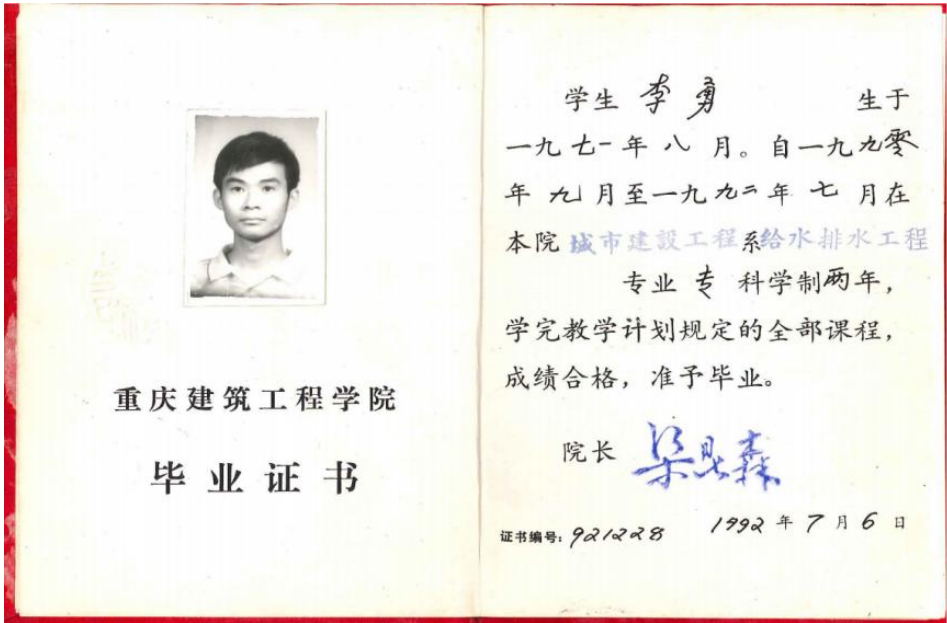 重庆建筑工程学院
毕业证书
学生 李勇 生于
一九七一年八月。自一九九零
年九月至一九九二年七月在
本院城市建設工程系给水排水工程
专业专科学制两年，
学完教学计划规定的全部课程，
成绩合格，准予毕业。
院长
证书编号：921228 1992年7月6日